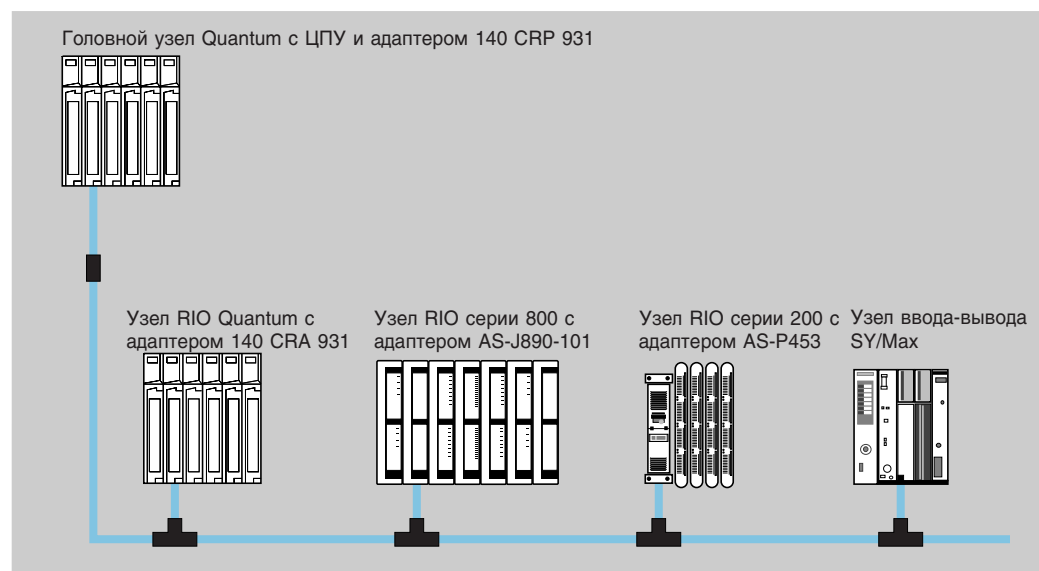 Головной узел Quantum с ЦПУ и адаптером 140 CRP 931
Узел RIO Quantum с
адаптером 140 CRA 931
Узел RIO серии 800 с
адаптером AS-J890-101
Узел RIO серии 200 с
адаптером AS-P453
Узел ввода-вывода
SY/Max